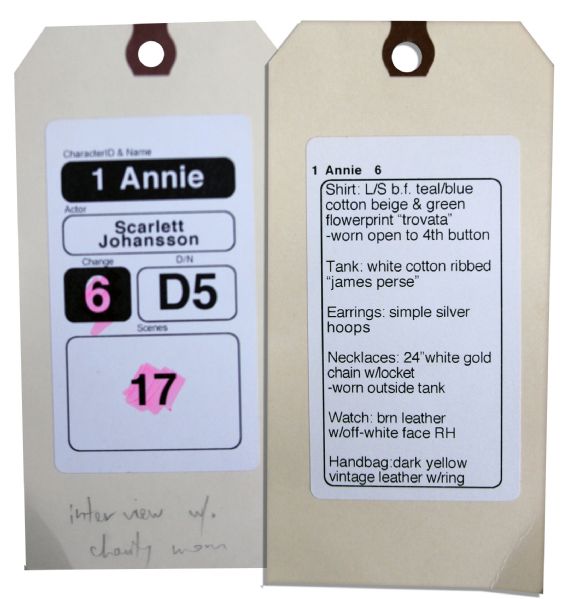 CharacterID & Name
1 Annie
Actor
Scarlett
Johansson
Change
D/N
6
D5
Scenes
17
interview w.
charity mom
1 Annie 6
Shirt: L/S b.f. teal/blue
cotton beige & green
flowerprint “trovata”
-worn open to 4th button
Tank: white cotton ribbed
“james perse”
Earrings: simple silver
hoops
Necklaces: 24”white gold
chain w/locket
-worn outside tank
Watch: brn leather
w/off-white face RH
Handbag:dark yellow
vintage leather w/ring